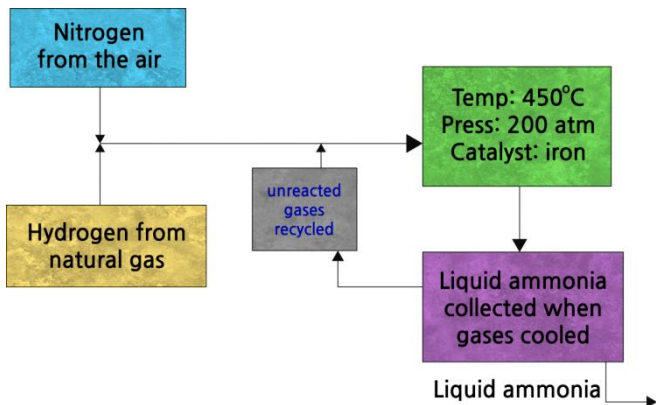 Nitrogen
from the air
Temp: 450°C
Press: 200 atm
Catalyst: iron
unreacted
gases
recycled
Hydrogen from
natural gas
Liquid ammonia
collected when
gases cooled
Liquid ammonia